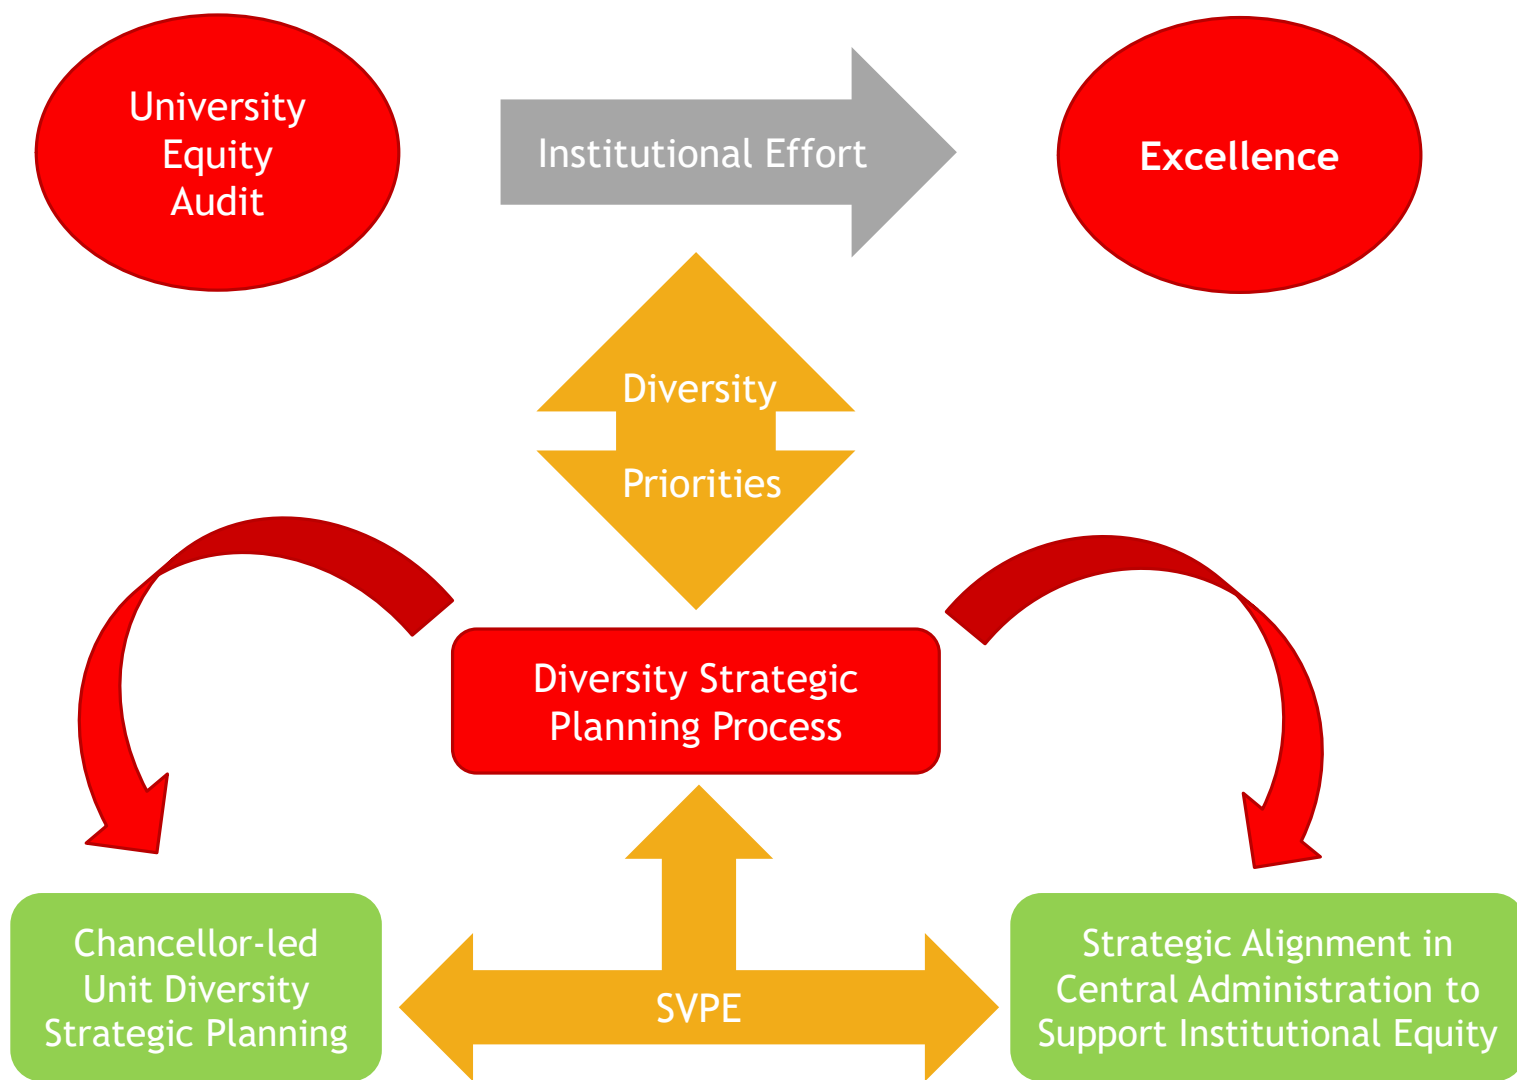 University
Equity
Audit
Institutional Effort
Excellence
Diversity
Priorities
Diversity Strategic
Planning Process
Chancellor-led
Unit Diversity
Strategic Planning
SVPE
Strategic Alignment in
Central Administration to
Support Institutional Equity